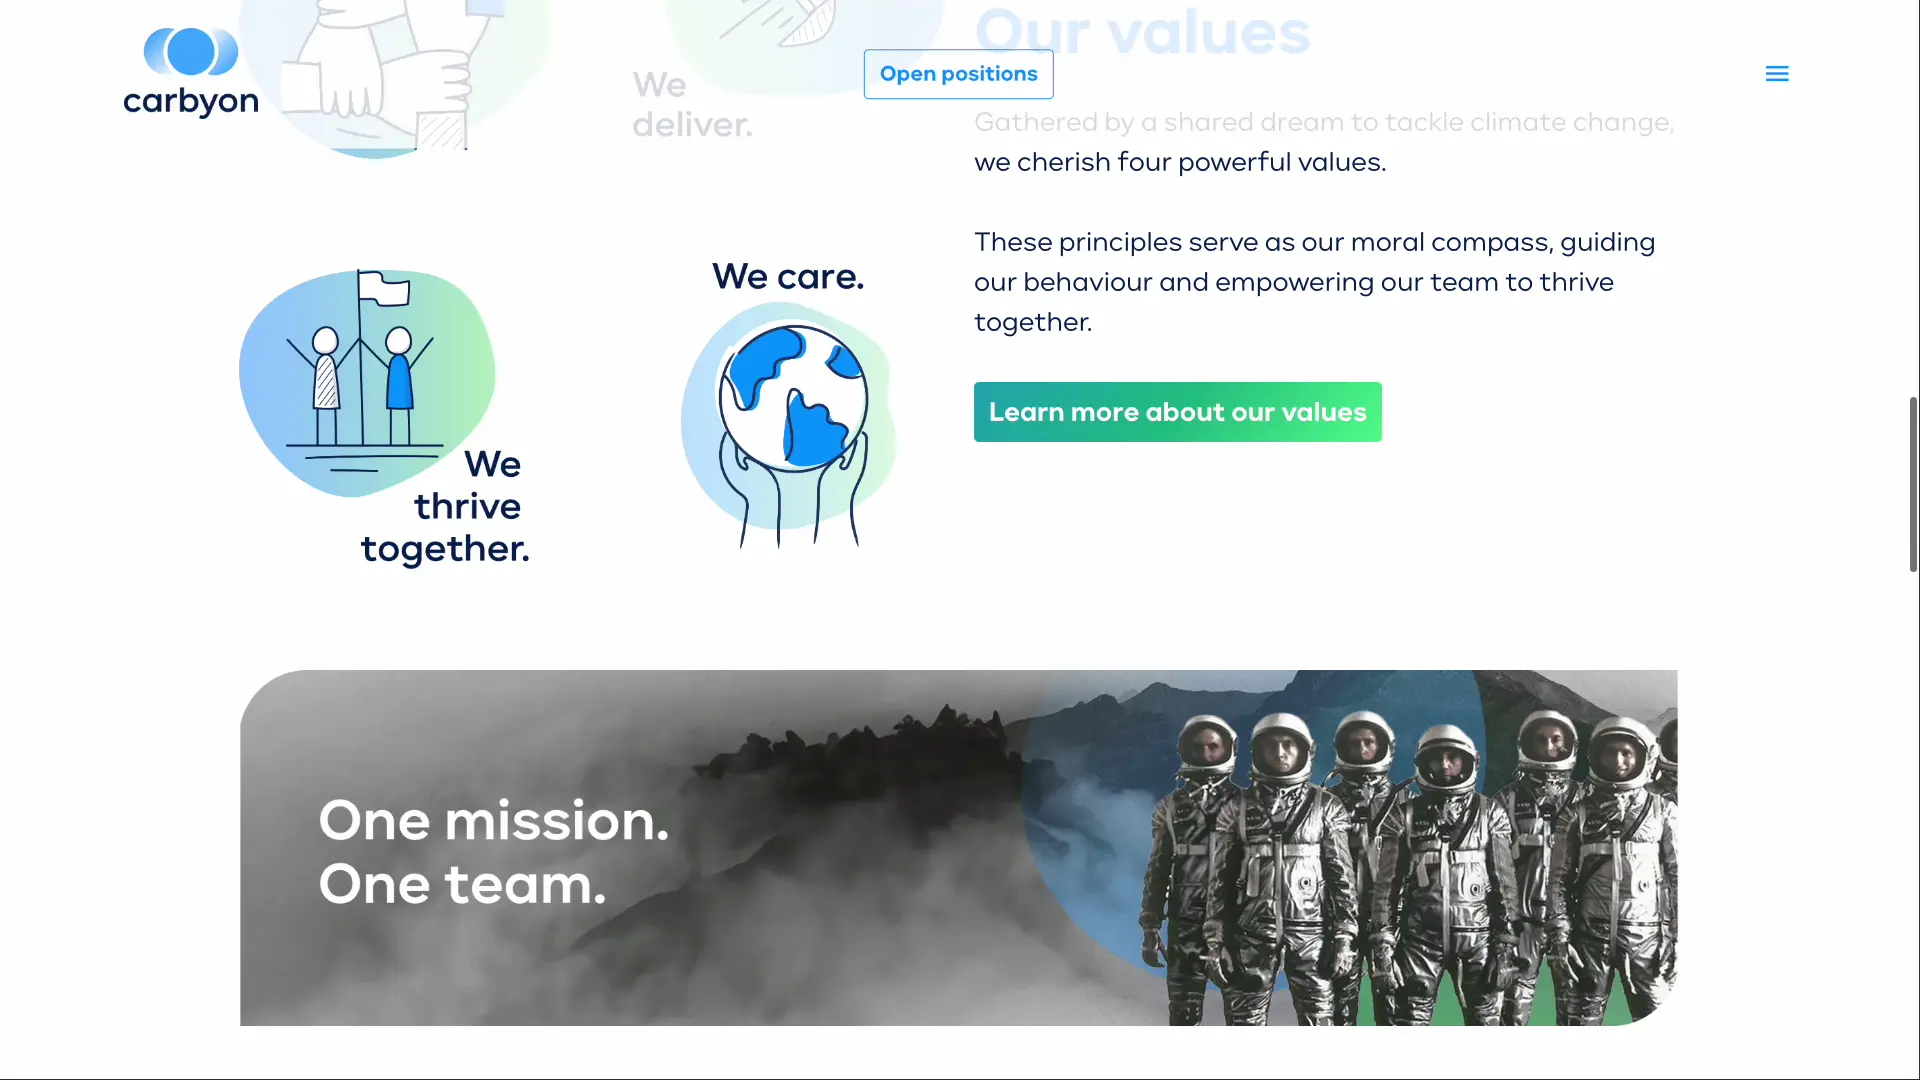 carbyon
Open positions
We
deliver.
Our values
Gathered by a shared dream to tackle climate change,
we cherish four powerful values.
These principles serve as our moral compass, guiding
our behaviour and empowering our team to thrive
together.
Learn more about our values
We
thrive
together.
We care.
One mission.
One team.